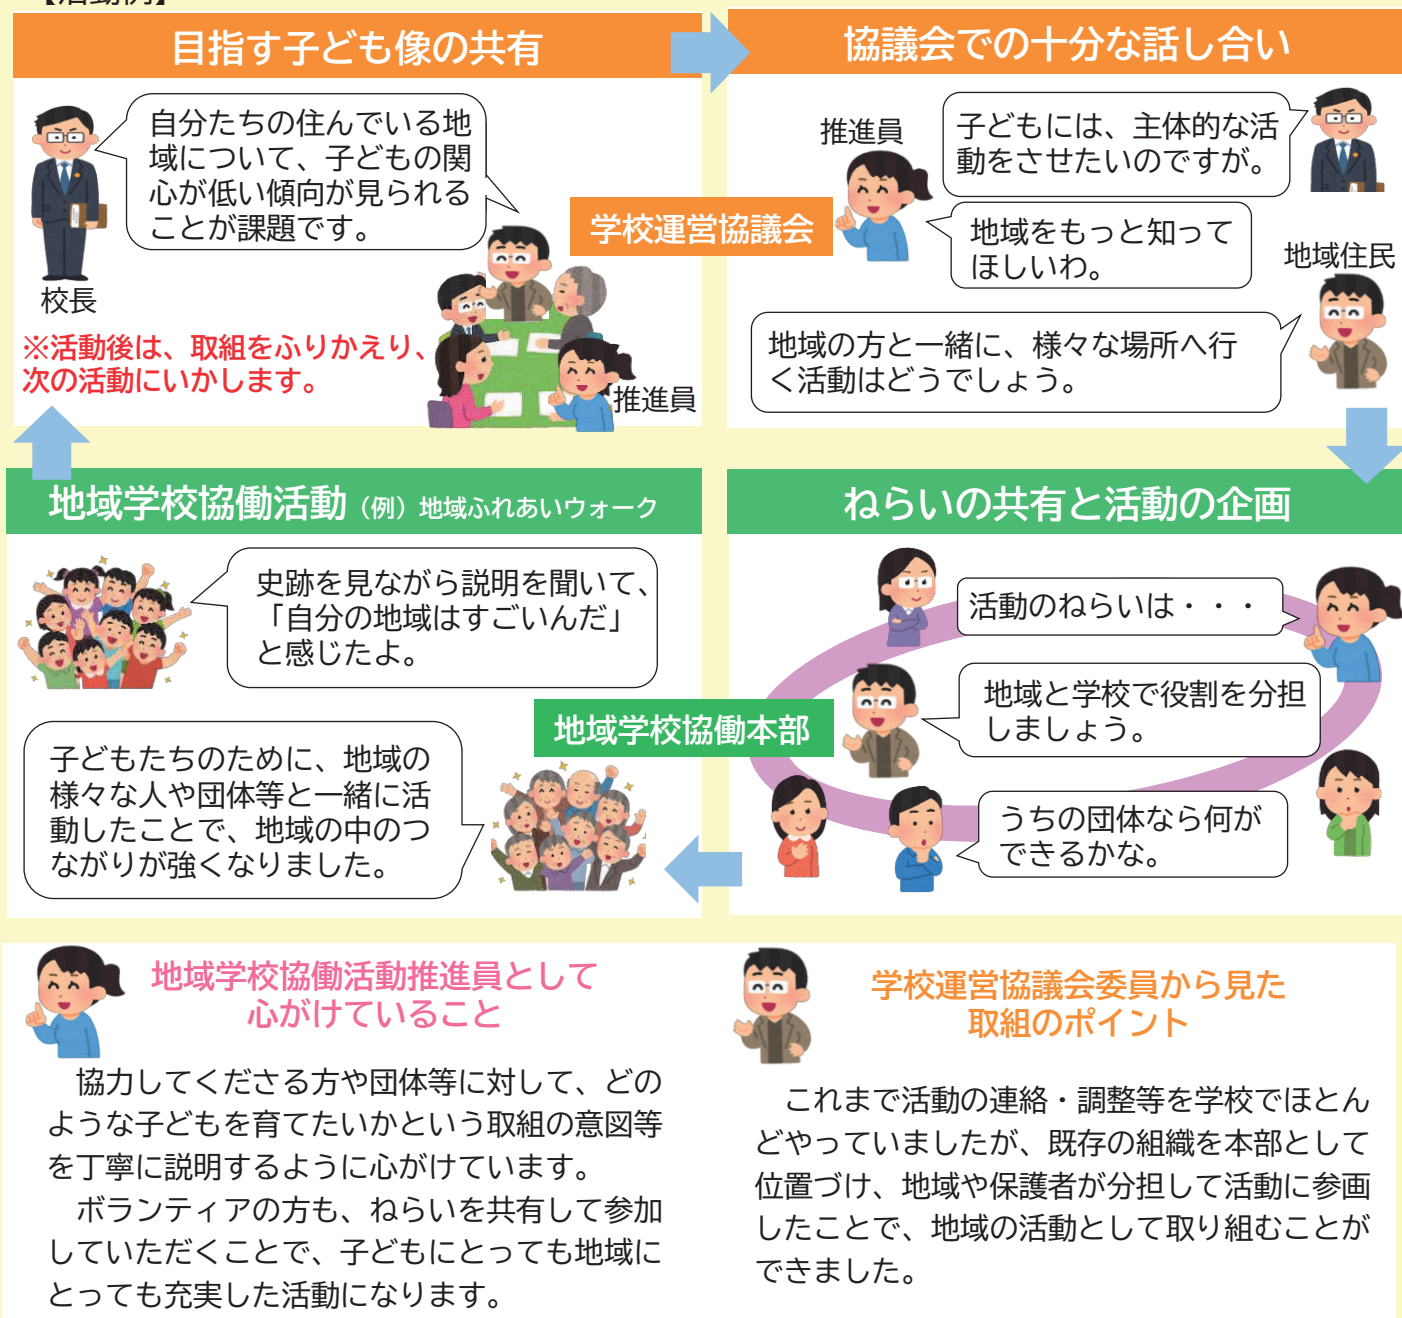 【活動例】
目指す子ども像の共有
自分たちの住んでいる地
域について、子どもの関
心が低い傾向が見られる
ことが課題です。
校長
※活動後は、取組をふりかえり、
次の活動にいかします。
推進員
学校運営協議会
協議会での十分な話し合い
推進員
子どもには、主体的な活
動をさせたいのですが。
地域をもっと知って
ほしいわ。
地域住民
地域の方と一緒に、様々な場所へ行
く活動はどうでしょう。
ねらいの共有と活動の企画
活動のねらいは・・・
地域と学校で役割を分担
しましょう。
うちの団体なら何が
できるかな。
地域学校協働本部
地域学校協働活動（例）地域ふれあいウォーク
史跡を見ながら説明を聞いて、
「自分の地域はすごいんだ」
と感じたよ。
子どもたちのために、地域の
様々な人や団体等と一緒に活
動したことで、地域の中のつ
ながりが強くなりました。
地域学校協働活動推進員として
心がけていること
協力してくださる方や団体等に対して、どの
ような子どもを育てたいかという取組の意図等
を丁寧に説明するように心がけています。
ボランティアの方も、ねらいを共有して参加
していただくことで、子どもにとっても地域に
とっても充実した活動になります。
学校運営協議会委員から見た
取組のポイント
これまで活動の連絡・調整等を学校でほとん
どやっていましたが、既存の組織を本部として
位置づけ、地域や保護者が分担して活動に参画
したことで、地域の活動として取り組むことが
できました。